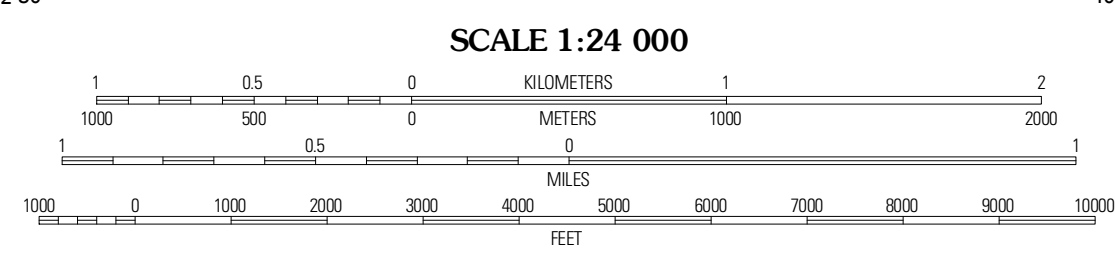 SCALE 1:24 000
1 0.5 0 KILOMETERS 1 2
1000 500 0 METERS 1000 2000
1 0.5 0 1
MILES
1000 0 1000 2000 3000 4000 5000 6000 7000 8000 9000 10000
FEET